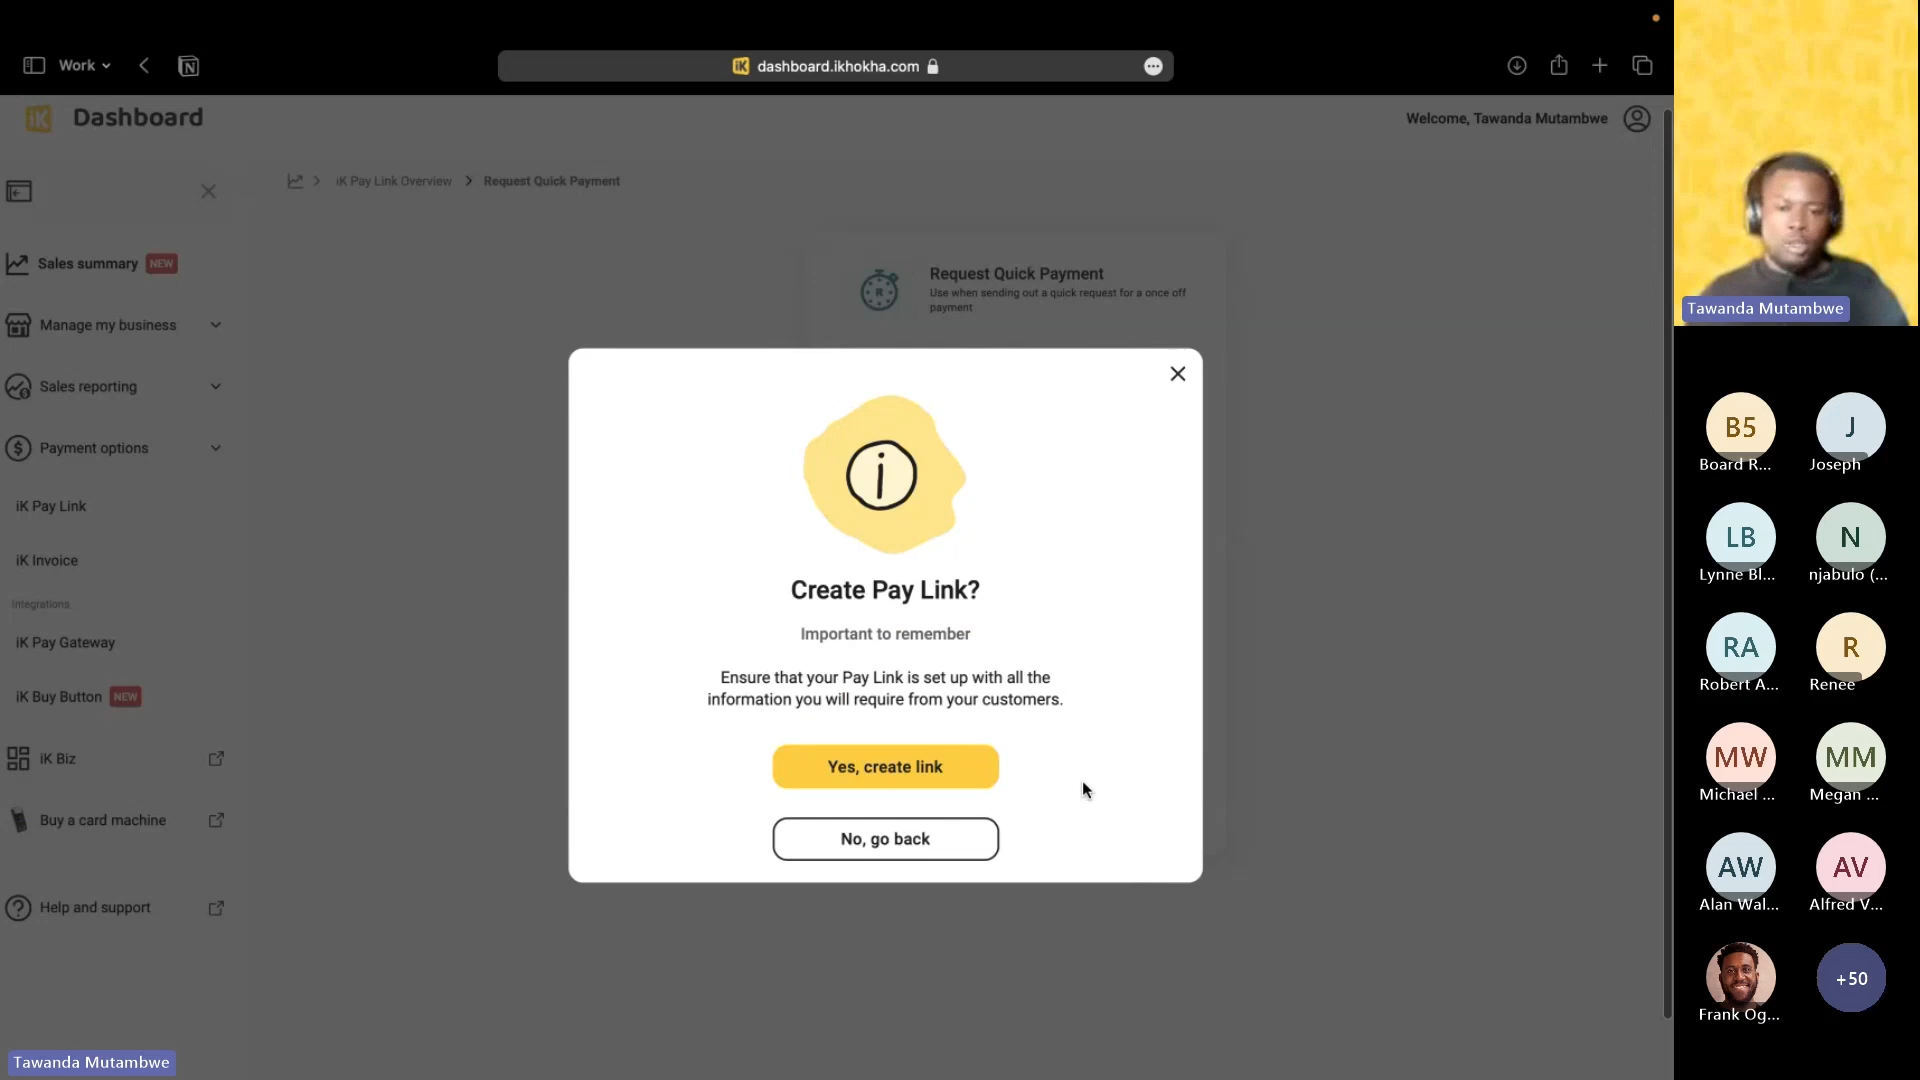 Work
dashboard.ikhokha.com
iK
Dashboard
Welcome, Tawanda Mutambwe
iK Pay Link Overview
Request Quick Payment
Sales summary NEW
Manage my business
Sales reporting
Payment options
iK Pay Link
iK Invoice
Integrations
iK Pay Gateway
iK Buy Button NEW
iK Biz
Buy a card machine
Help and support
Request Quick Payment
Use when sending out a quick request for a once off
payment
Create Pay Link?
Important to remember
Ensure that your Pay Link is set up with all the
information you will require from your customers.
Yes, create link
No, go back
Tawanda Mutambwe
Tawanda Mutambwe
B5
Board R...
J
Joseph
LB
Lynne Bl...
N
njabulo (...
RA
Robert A...
R
Renee
MW
Michael ...
MM
Megan ...
AW
Alan Wal...
AV
Alfred V...
Frank Og...
+50